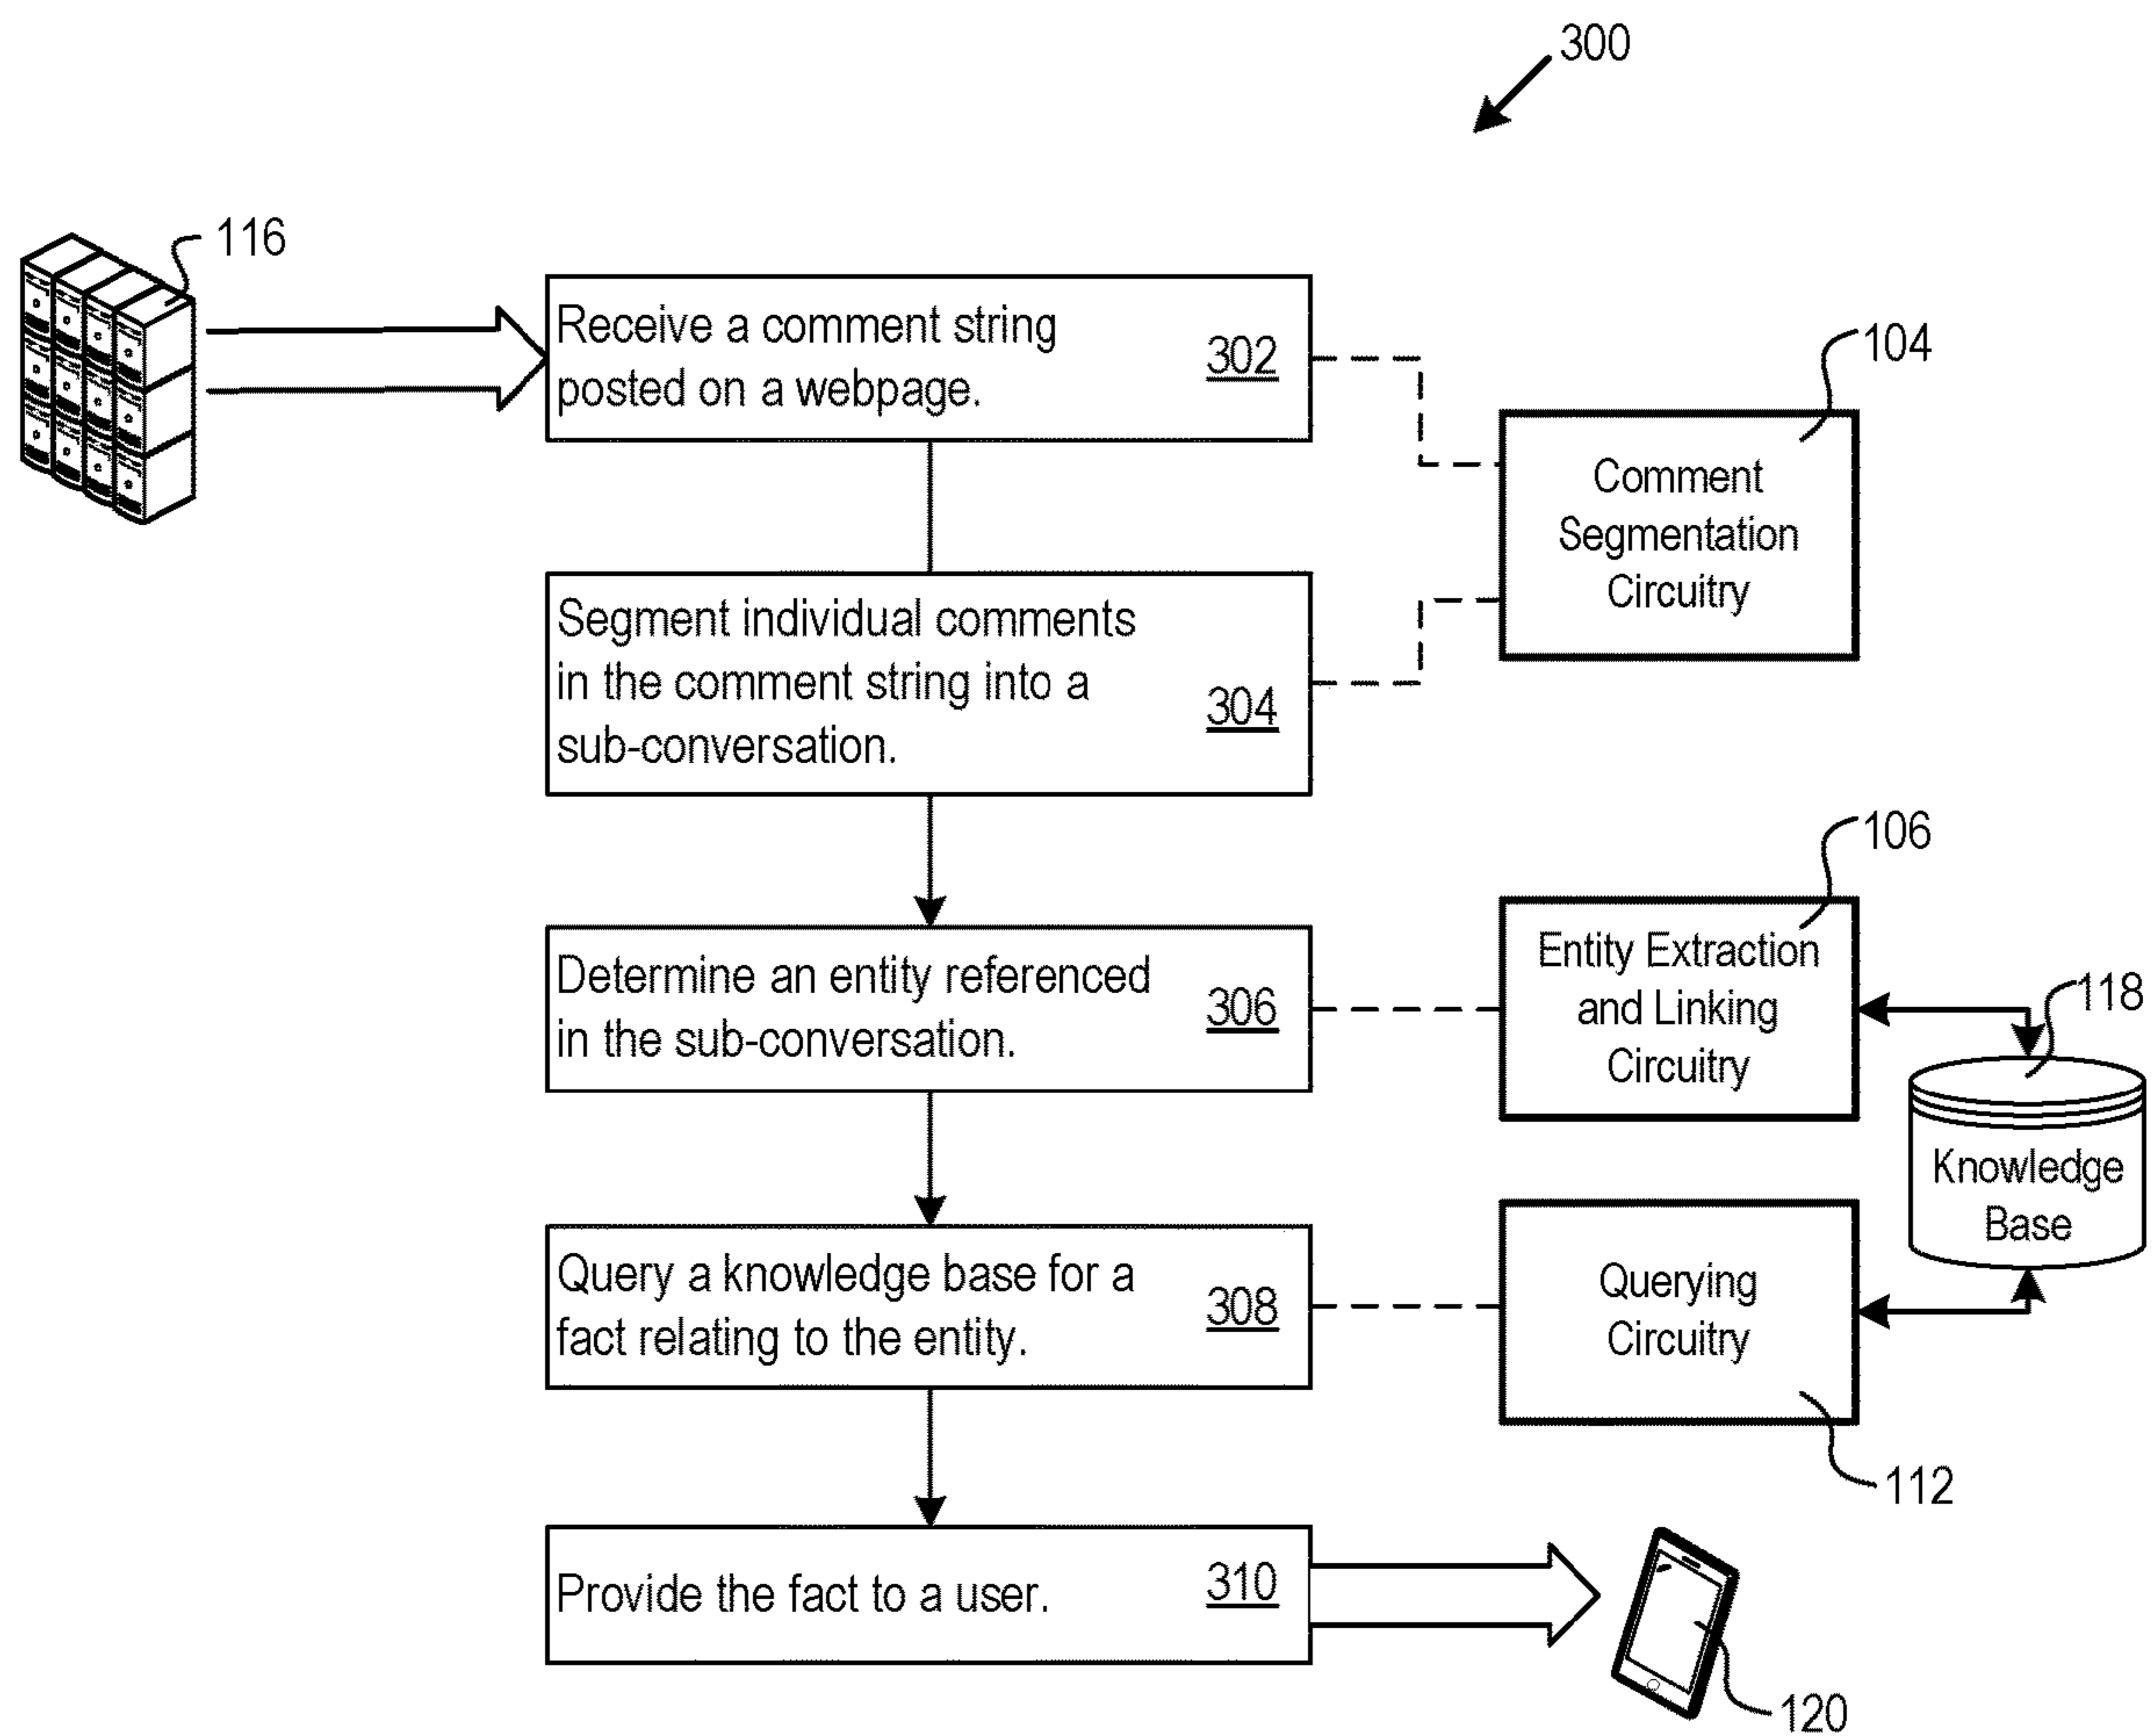 300
116
Receive a comment string
posted on a webpage.
302
104
Comment
Segmentation
Circuitry
Segment individual comments
in the comment string into a
sub-conversation.
304
106
Entity Extraction
and Linking
Circuitry
Determine an entity referenced
in the sub-conversation.
306
118
Knowledge
Base
Query a knowledge base for a
fact relating to the entity.
308
Querying
Circuitry
112
Provide the fact to a user.
310
120